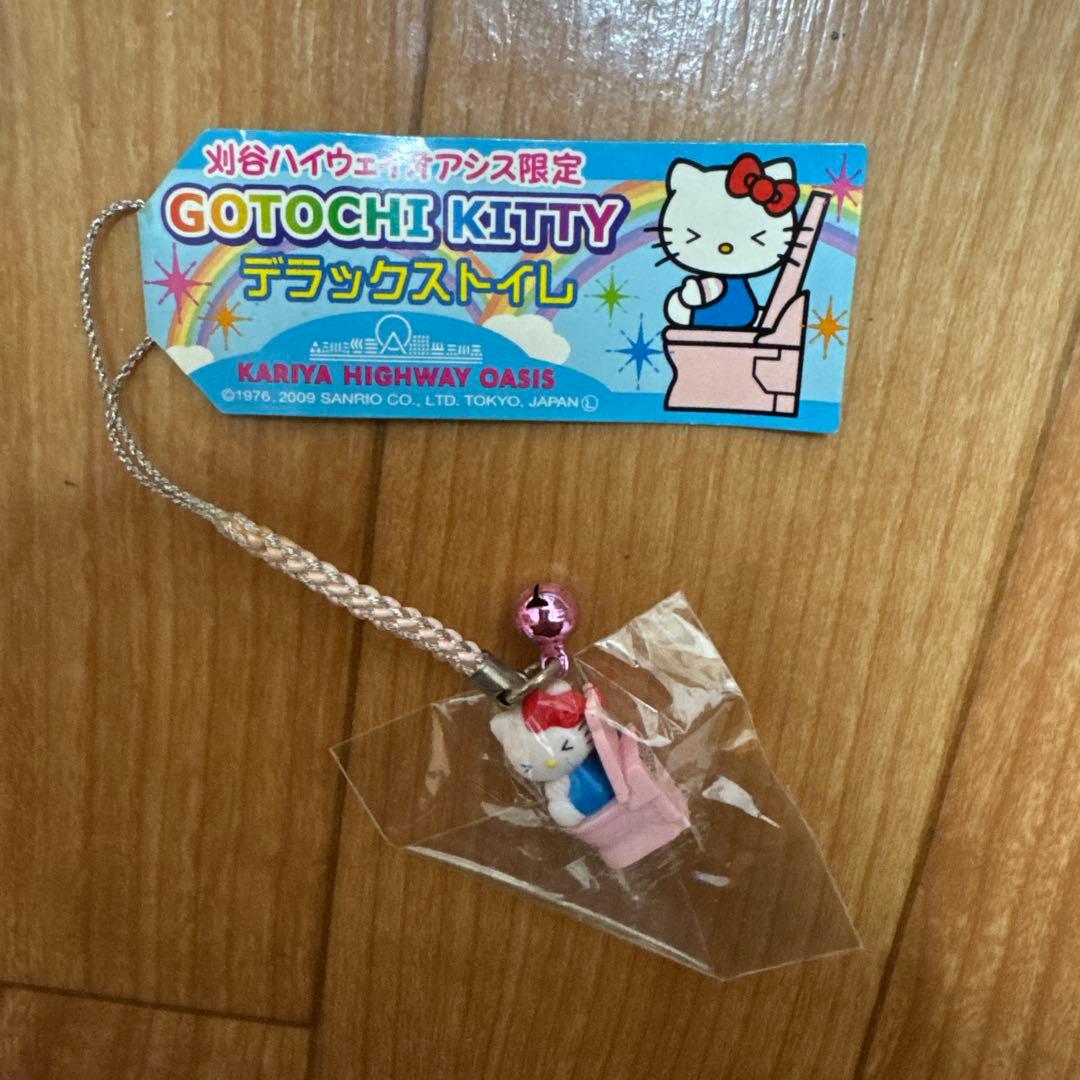 刈谷ハイウェイオアシス限定
GOTOCHI KITTY
デラックストイレ
KARIYA HIGHWAY OASIS
©1976, 2009 SANRIO CO., LTD. TOKYO, JAPAN Ⓛ